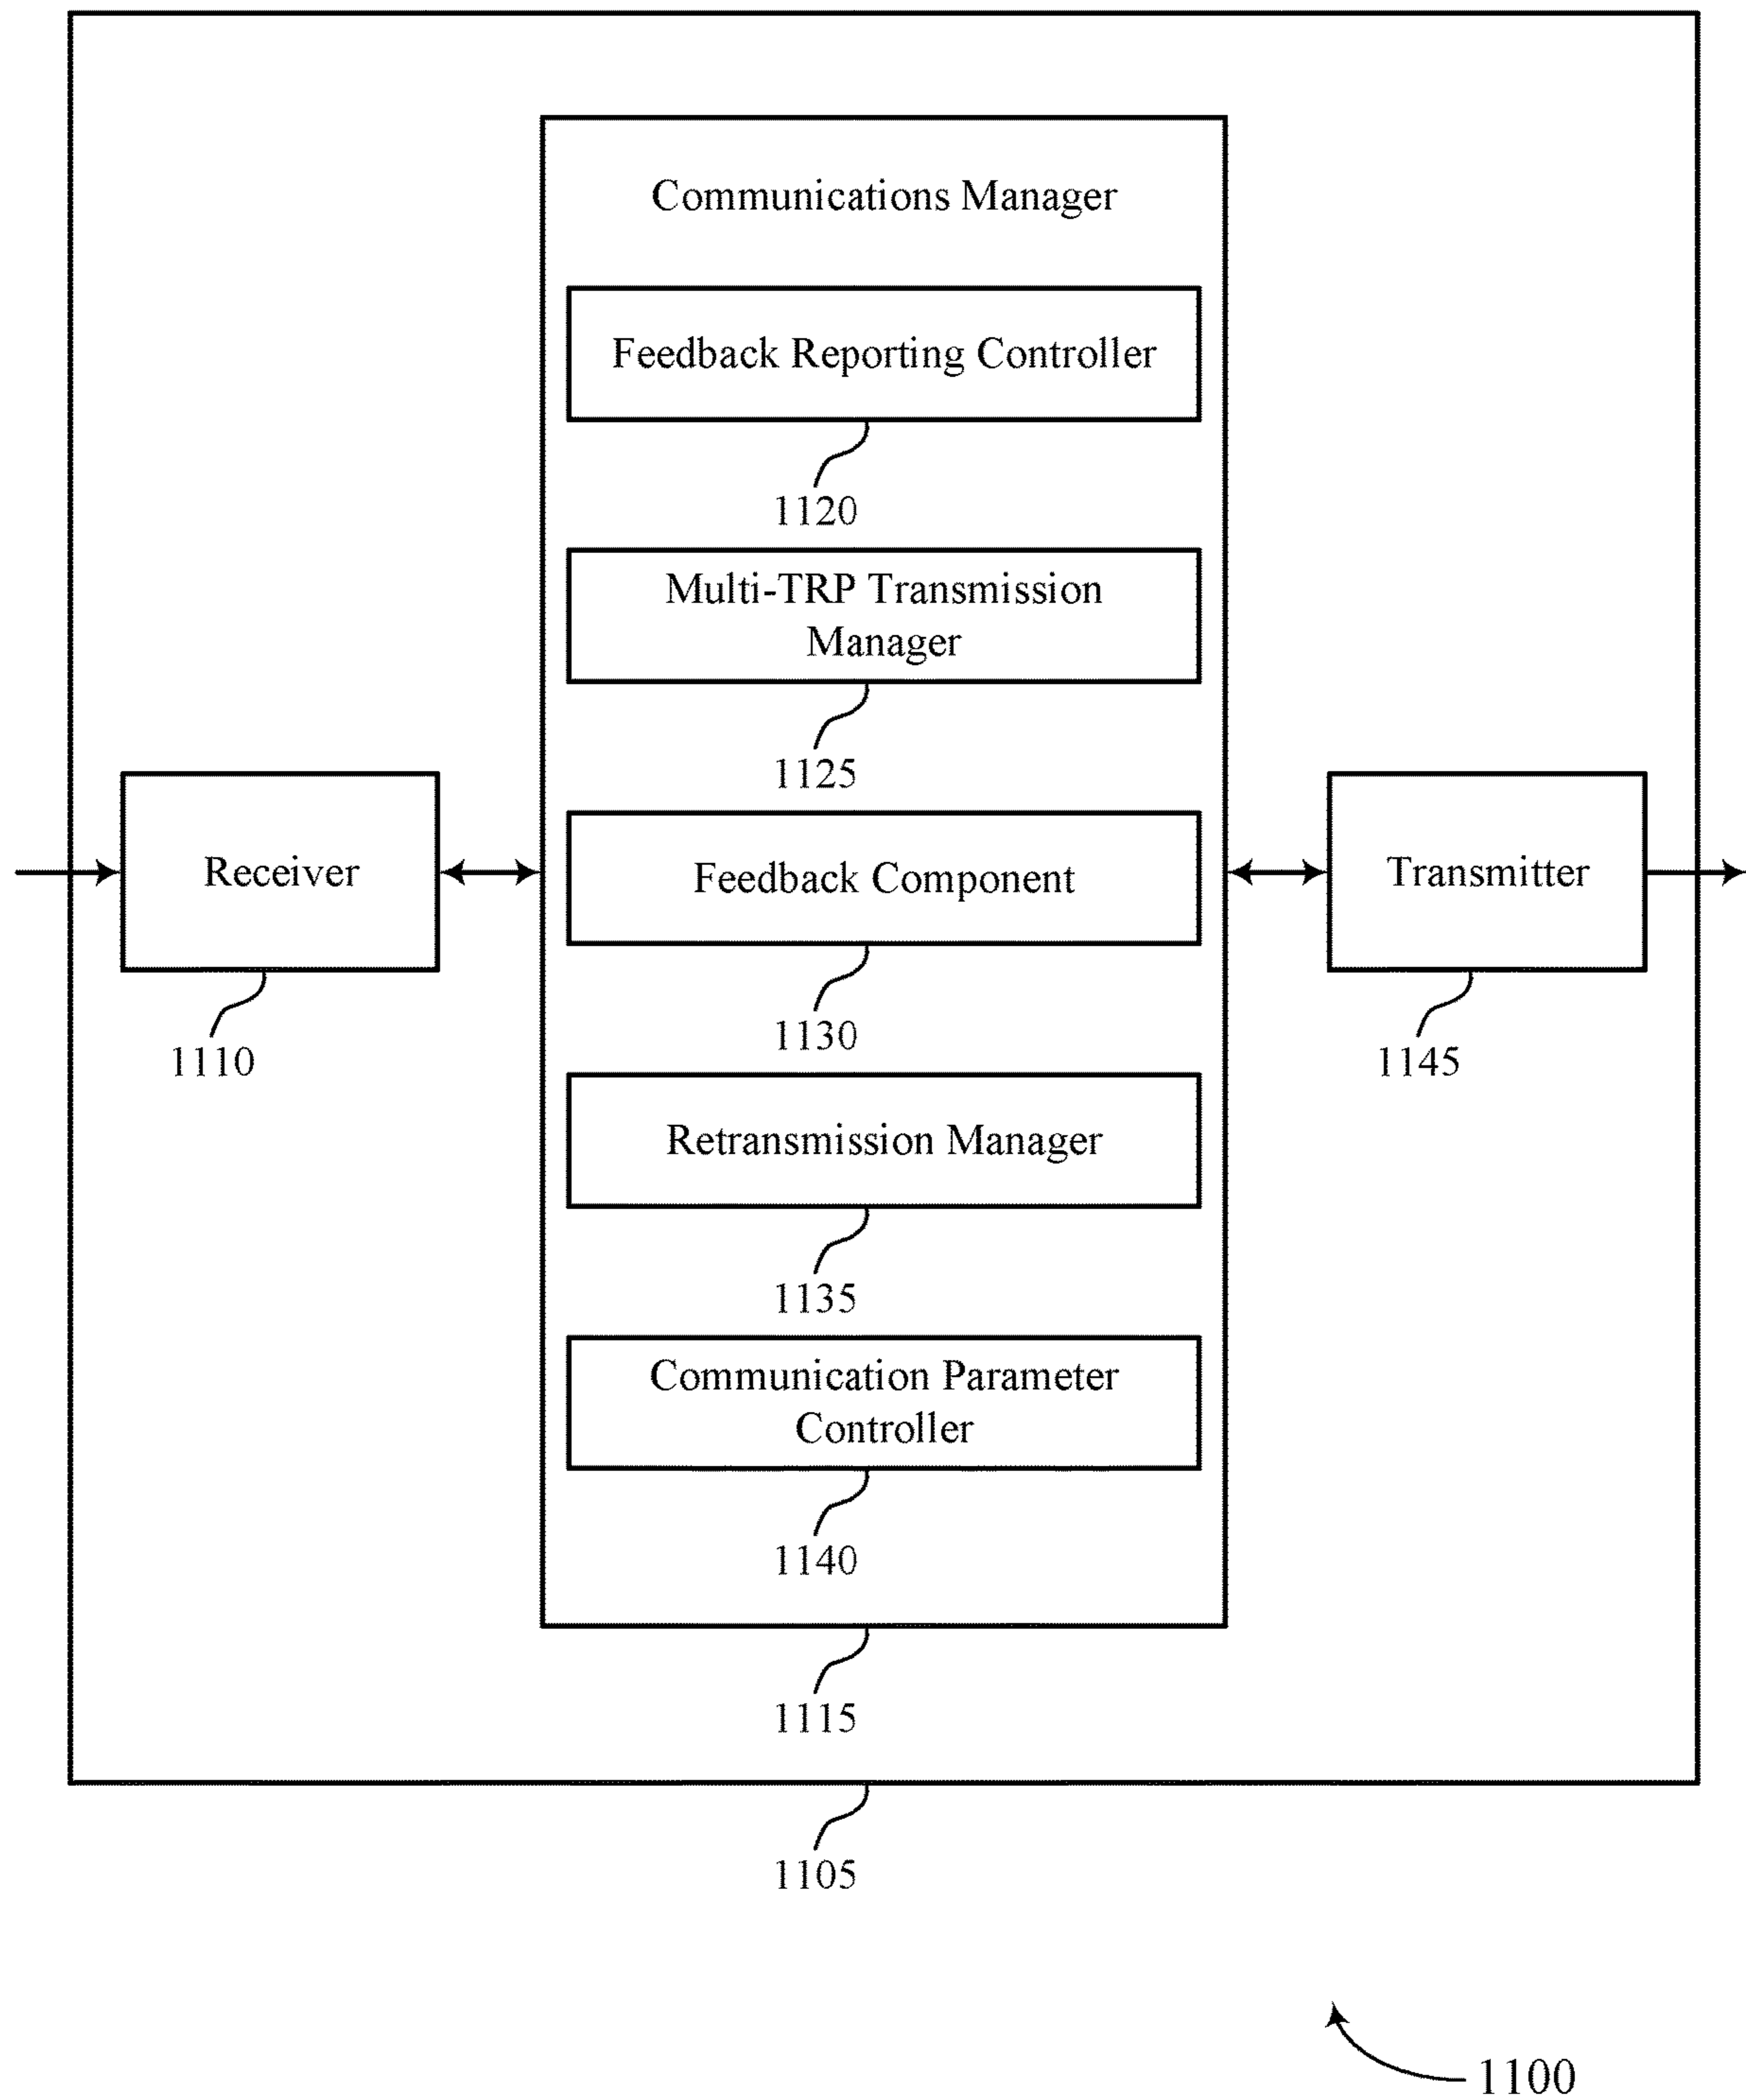 Communications Manager
Feedback Reporting Controller
1120
Multi-TRP Transmission
Manager
1125
Receiver
1110
Feedback Component
1130
Transmitter
1145
Retransmission Manager
1135
Communication Parameter
Controller
1140
1115
1105
1100